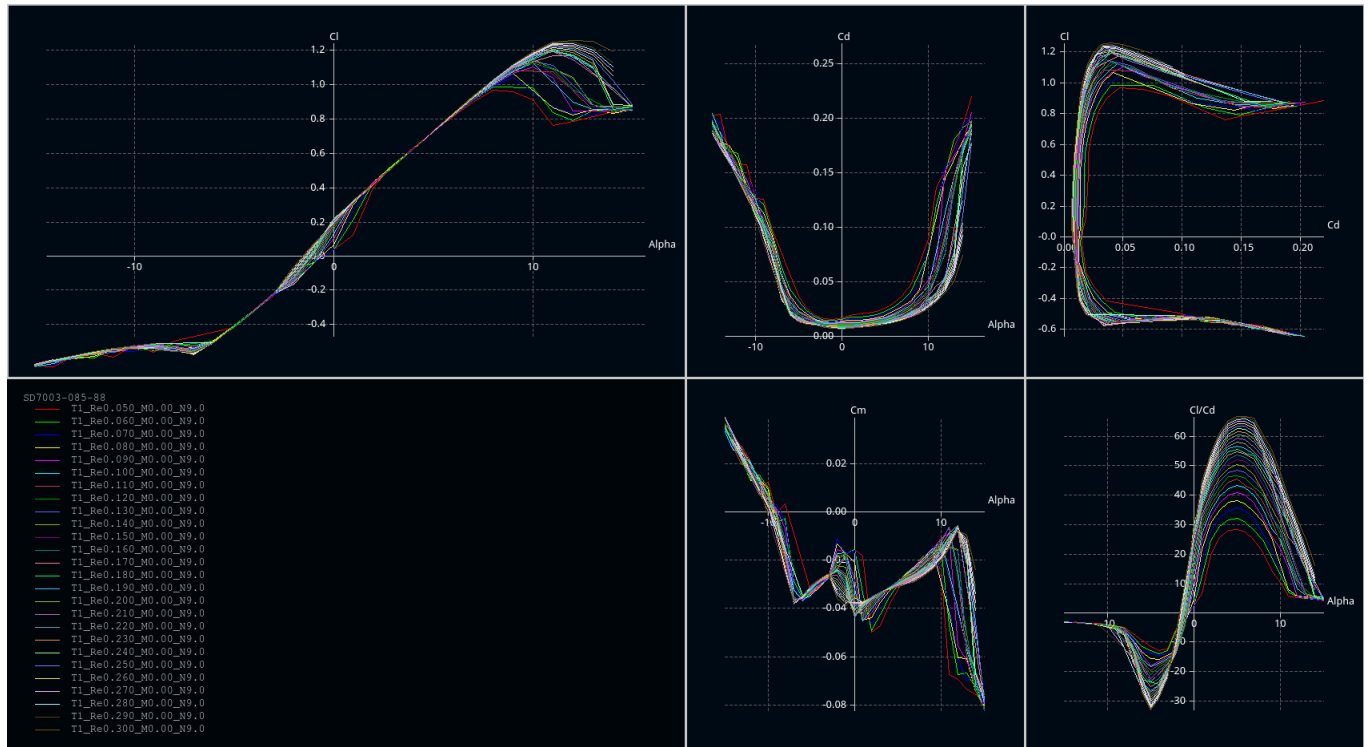 Cl
1.2
1.0
0.8
0.6
0.4
0.2
0.0
-0.2
-0.4
-10
0
10
Alpha
Cd
0.25
0.20
0.15
0.10
0.05
0.00
-10
0
10
Alpha
Cl
1.2
1.0
0.8
0.6
0.4
0.2
-0.0
-0.2
-0.4
-0.6
0.00
0.05
0.10
0.15
0.20
Cd
SD7003-085-88
T1_Re0.050_M0.00_N9.0
T1_Re0.060_M0.00_N9.0
T1_Re0.070_M0.00_N9.0
T1_Re0.080_M0.00_N9.0
T1_Re0.090_M0.00_N9.0
T1_Re0.100_M0.00_N9.0
T1_Re0.110_M0.00_N9.0
T1_Re0.120_M0.00_N9.0
T1_Re0.130_M0.00_N9.0
T1_Re0.140_M0.00_N9.0
T1_Re0.150_M0.00_N9.0
T1_Re0.160_M0.00_N9.0
T1_Re0.170_M0.00_N9.0
T1_Re0.180_M0.00_N9.0
T1_Re0.190_M0.00_N9.0
T1_Re0.200_M0.00_N9.0
T1_Re0.210_M0.00_N9.0
T1_Re0.220_M0.00_N9.0
T1_Re0.230_M0.00_N9.0
T1_Re0.240_M0.00_N9.0
T1_Re0.250_M0.00_N9.0
T1_Re0.260_M0.00_N9.0
T1_Re0.270_M0.00_N9.0
T1_Re0.280_M0.00_N9.0
T1_Re0.290_M0.00_N9.0
T1_Re0.300_M0.00_N9.0
Cm
0.02
0.00
-0.02
-0.04
-0.06
-0.08
-10
0
10
Alpha
Cl/Cd
60
50
40
30
20
10
-10
-20
-30
-10
0
10
Alpha